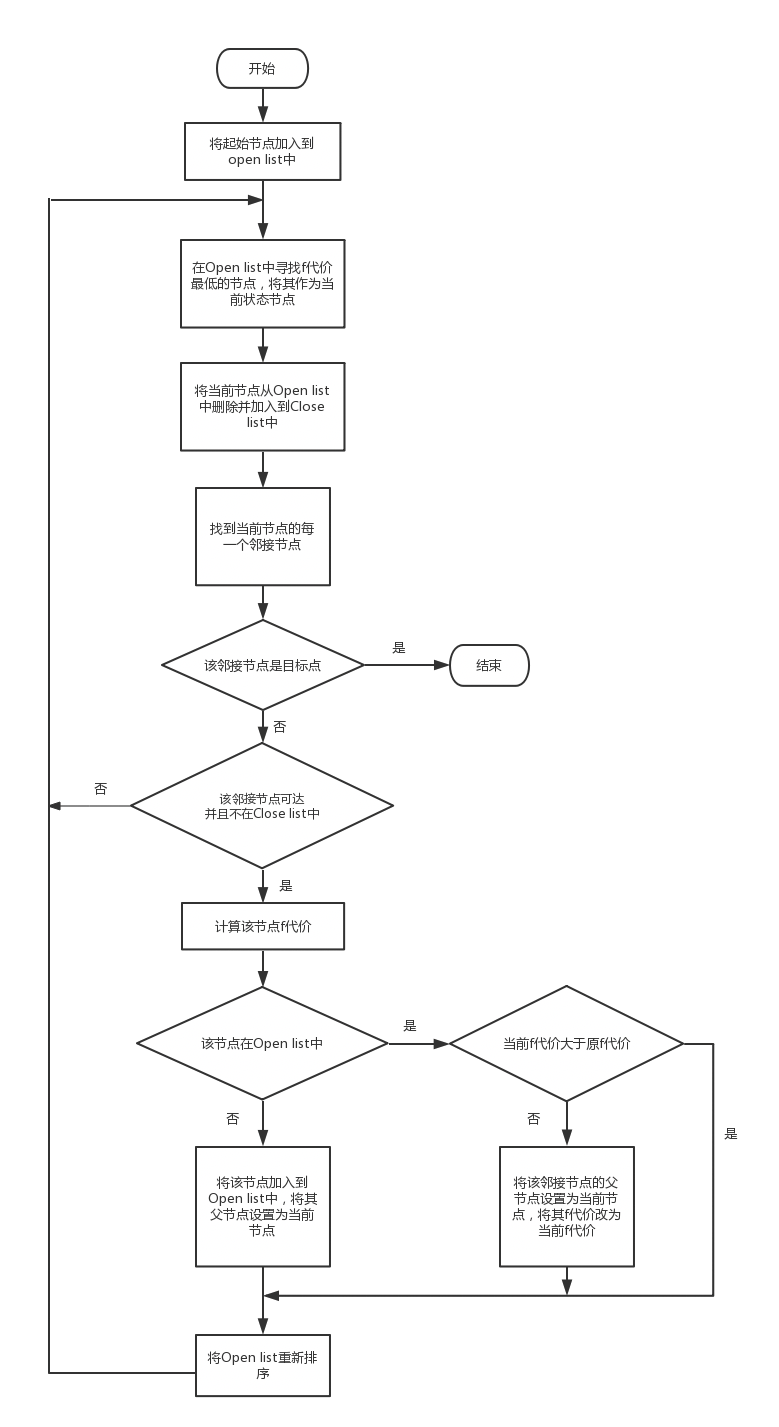 开始
将起始节点加入到
open list中
在Open list中寻找f代价
最低的节点，将其作为当
前状态节点
将当前节点从Open list
中删除并加入到Close
list中
找到当前节点的每
一个邻接节点
该邻接节点是目标点
是
结束
否
该邻接节点可达
并且不在Close list中
否
是
计算该节点f代价
该节点在Open list中
是
当前f代价大于原f代价
否
否
是
将该节点加入到
Open list中，将其
父节点设置为当前
节点
将该邻接节点的父
节点设置为当前节
点，将其f代价改为
当前f代价
将Open list重新排
序